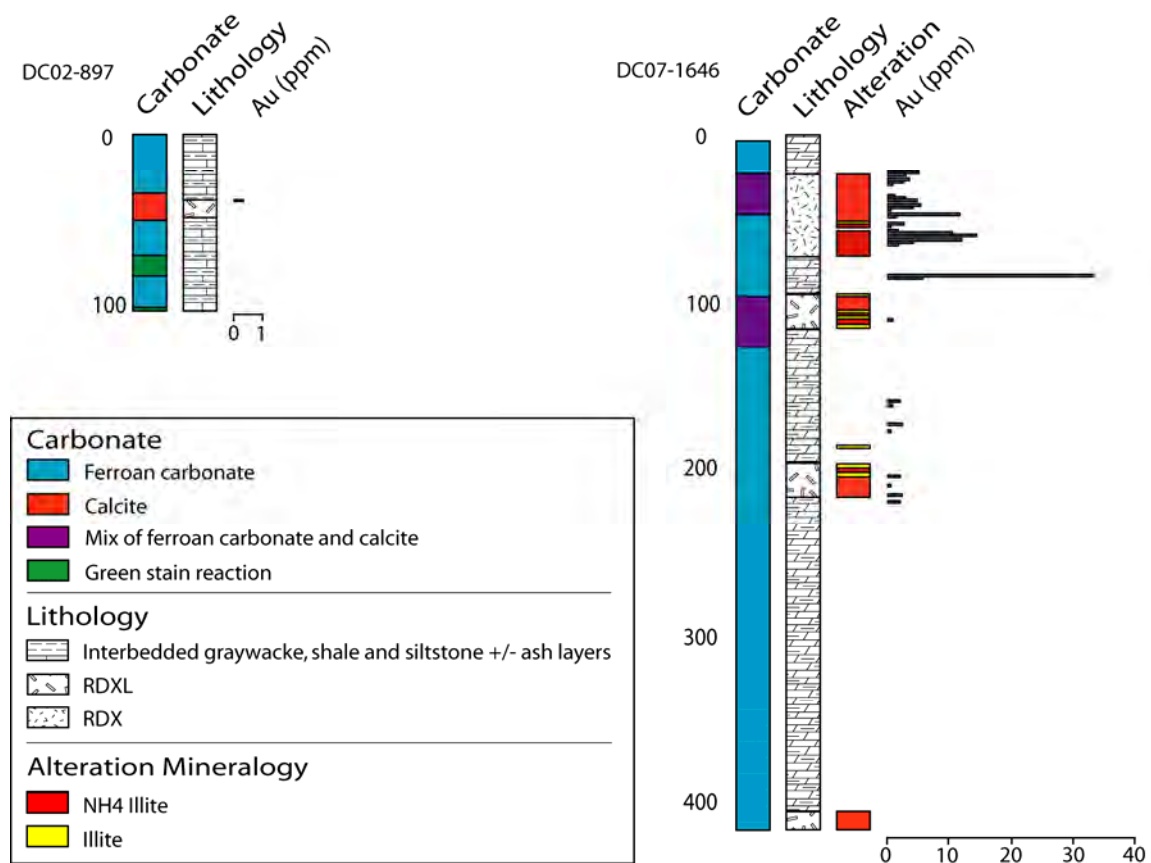 DC02-897
Carbonate
Lithology
Au (ppm)
0
100
0 1
DC07-1646
Carbonate
Lithology
Alteration
Au (ppm)
0
100
200
300
400
0 10 20 30 40
Carbonate
Ferroan carbonate
Calcite
Mix of ferroan carbonate and calcite
Green stain reaction
Lithology
Interbedded graywacke, shale and siltstone +/- ash layers
RDXL
RDX
Alteration Mineralogy
NH4 Illite
Illite